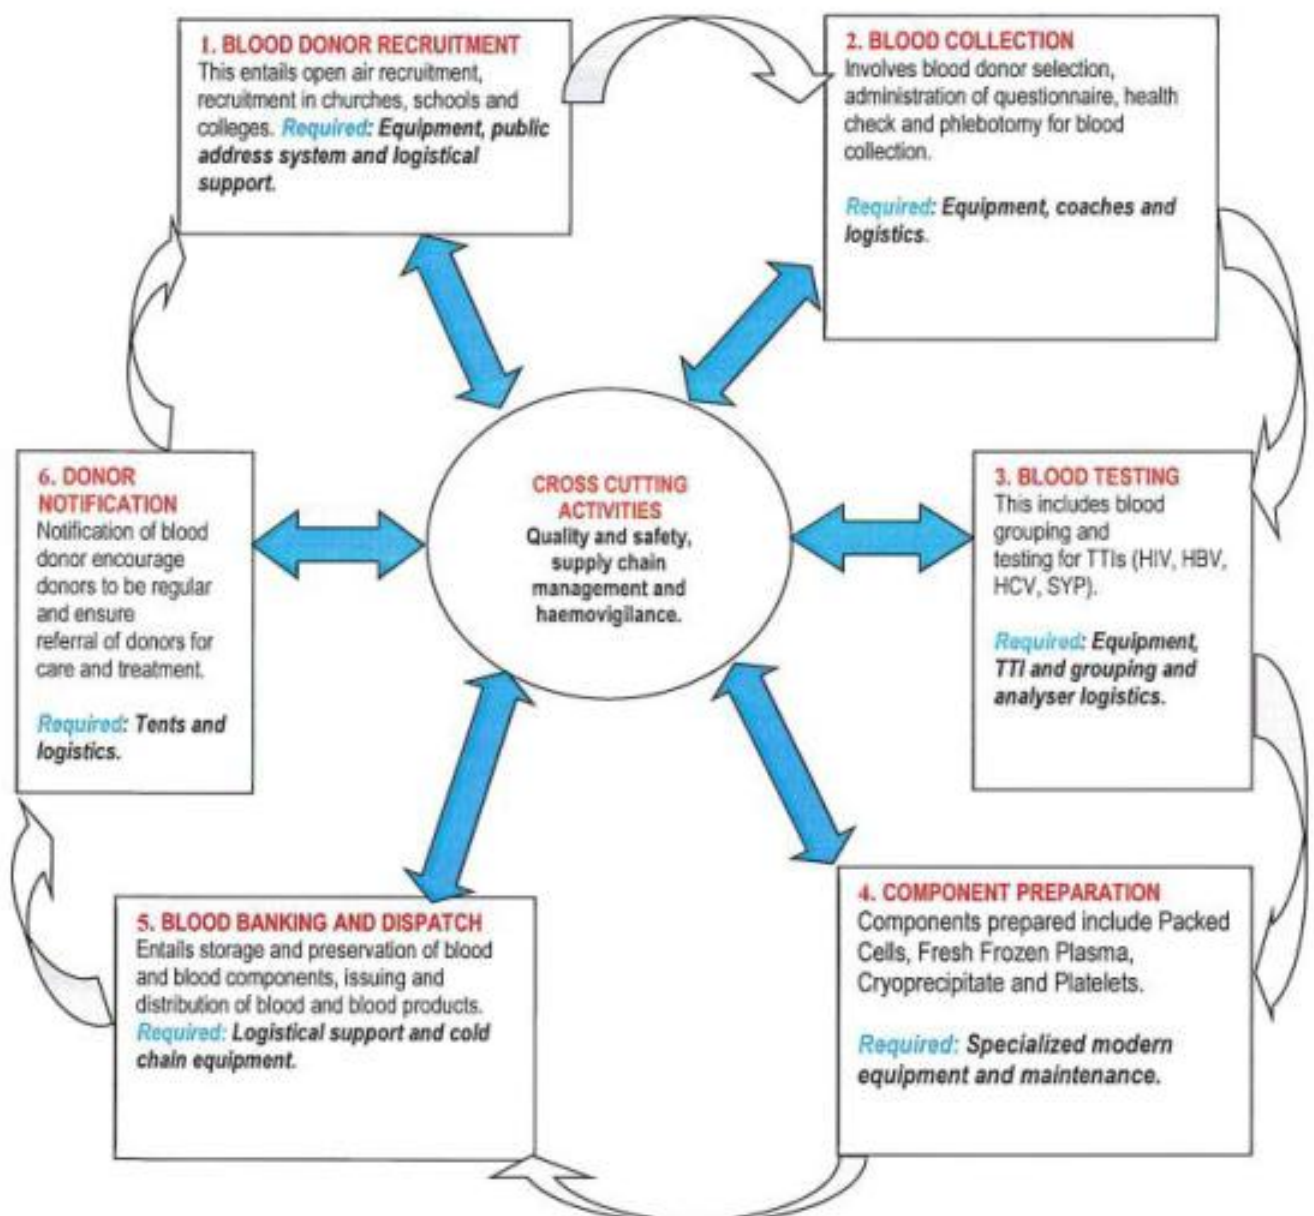 1. BLOOD DONOR RECRUITMENT
This entails open air recruitment,
recruitment in churches, schools and
colleges. Required: Equipment, public
address system and logistical
support.
2. BLOOD COLLECTION
Involves blood donor selection,
administration of questionnaire, health
check and phlebotomy for blood
collection.
Required: Equipment, coaches and
logistics.
3. BLOOD TESTING
This includes blood
grouping and
testing for TTIs (HIV, HBV,
HCV, SYP).
Required: Equipment,
TTI and grouping and
analyser logistics.
4. COMPONENT PREPARATION
Components prepared include Packed
Cells, Fresh Frozen Plasma,
Cryoprecipitate and Platelets.
Required: Specialized modern
equipment and maintenance.
5. BLOOD BANKING AND DISPATCH
Entails storage and preservation of blood
and blood components, issuing and
distribution of blood and blood products.
Required: Logistical support and cold
chain equipment.
6. DONOR
NOTIFICATION
Notification of blood
donor encourage
donors to be regular
and ensure
referral of donors for
care and treatment.
Required: Tents and
logistics.
CROSS CUTTING
ACTIVITIES
Quality and safety,
supply chain
management and
haemovigilance.